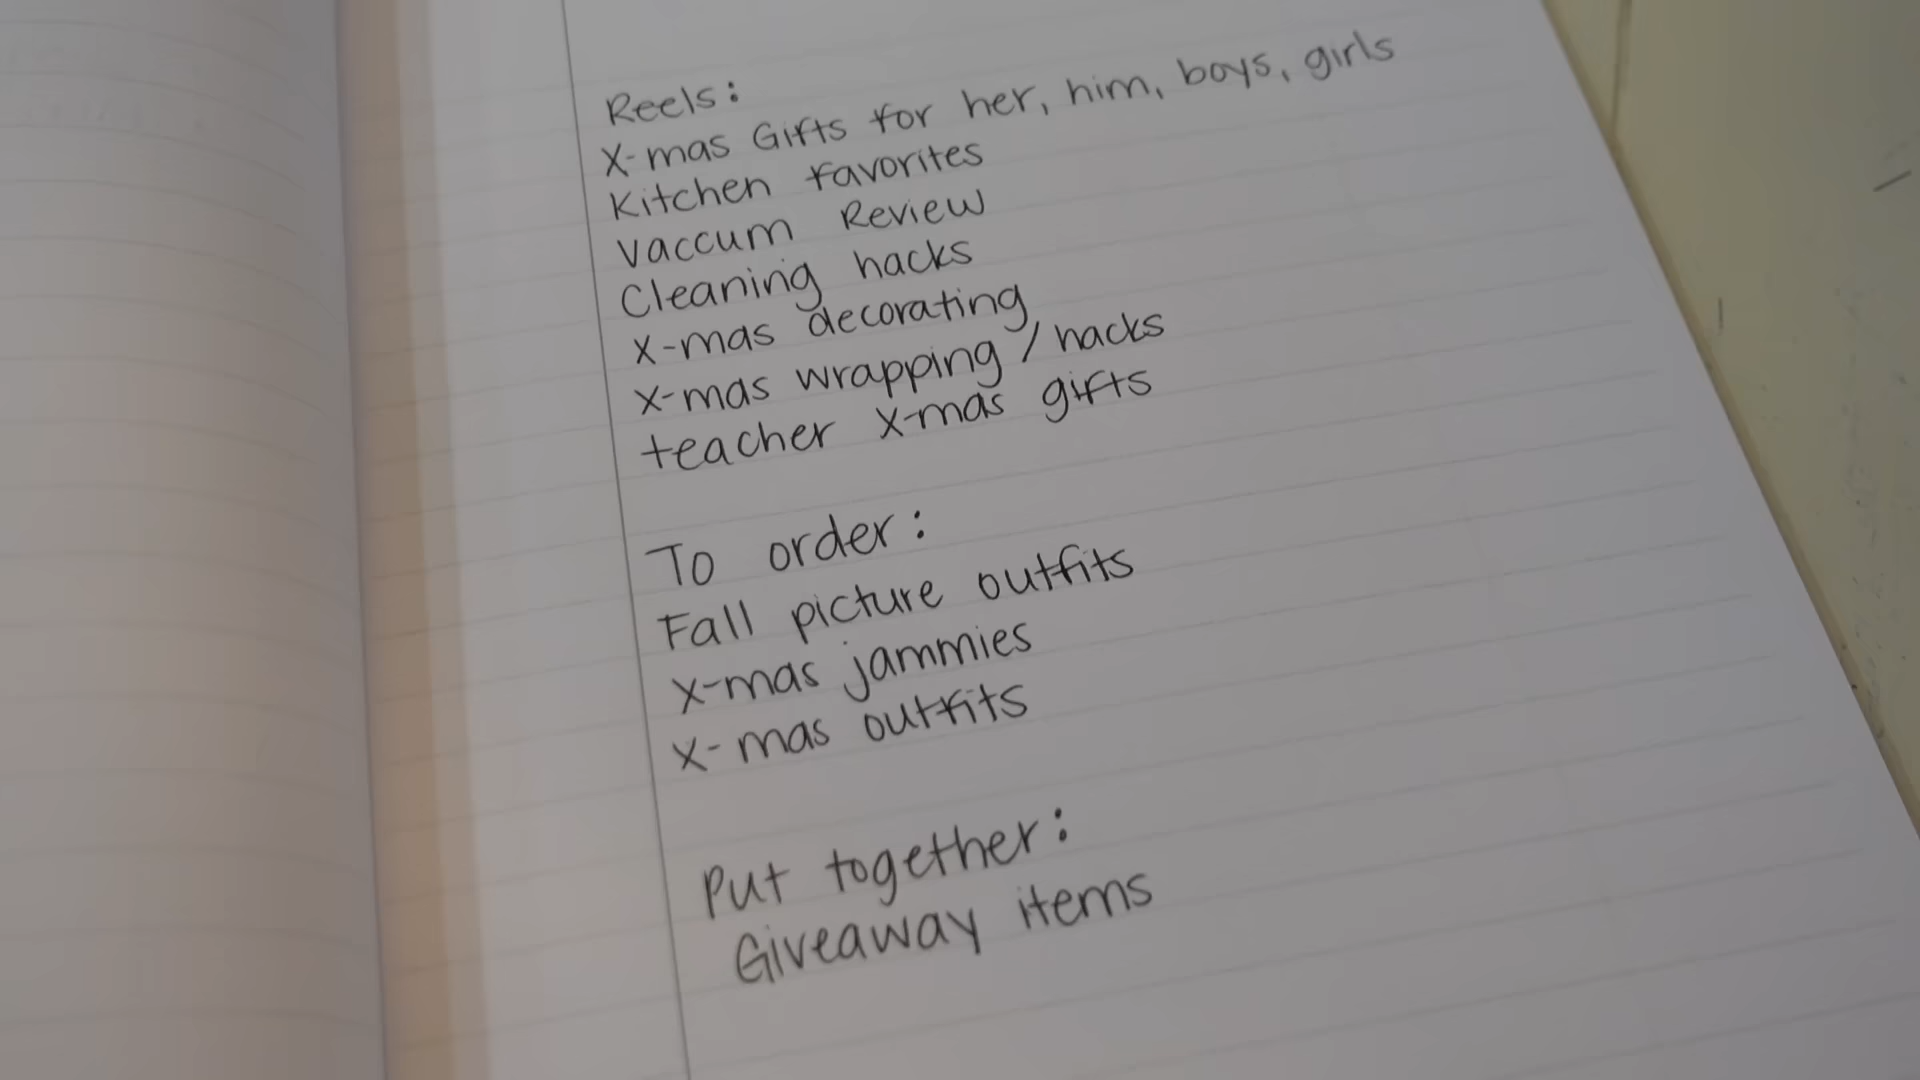 Reels:
X-mas Gifts for her, him, boys, girls
Kitchen favorites
vaccum Review
Cleaning hacks
X-mas decorating
X-mas wrapping / hacks
teacher X-mas gifts
To order:
Fall picture outfits
X-mas jammies
X-mas outfits
Put together:
Giveaway items